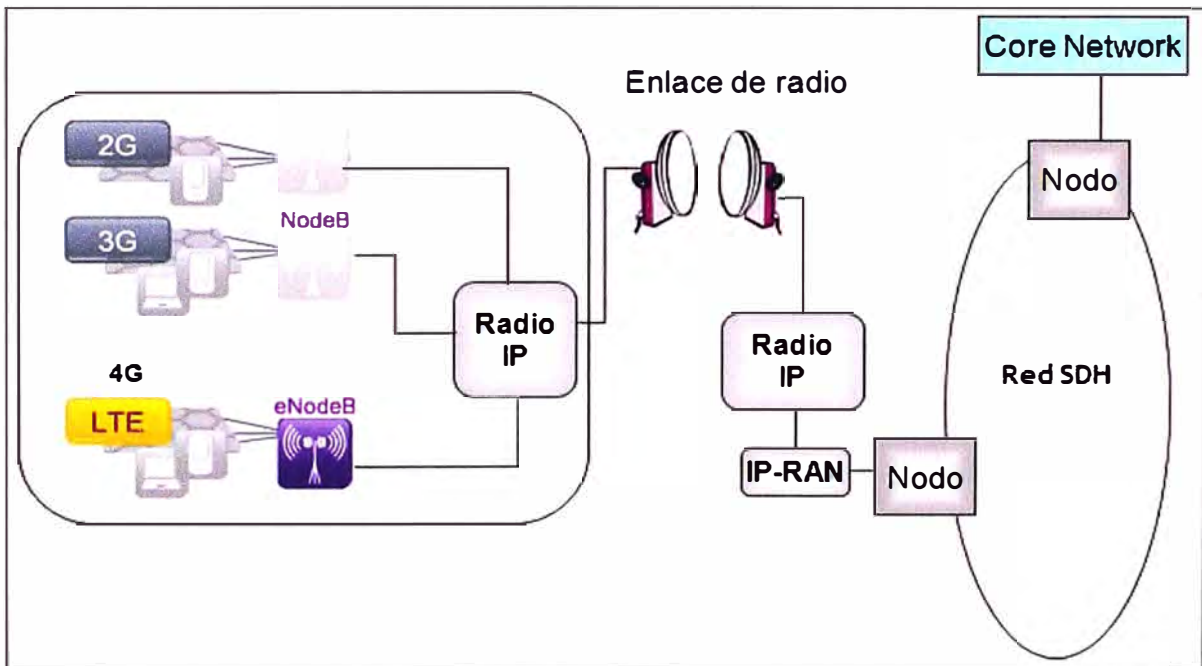 Core Network
Enlace de radio
2G
Nodo
NodeB
3G
Radio
IP
Radio
IP
Red SDH
4G
eNodeB
LTE
IP-RAN
Nodo